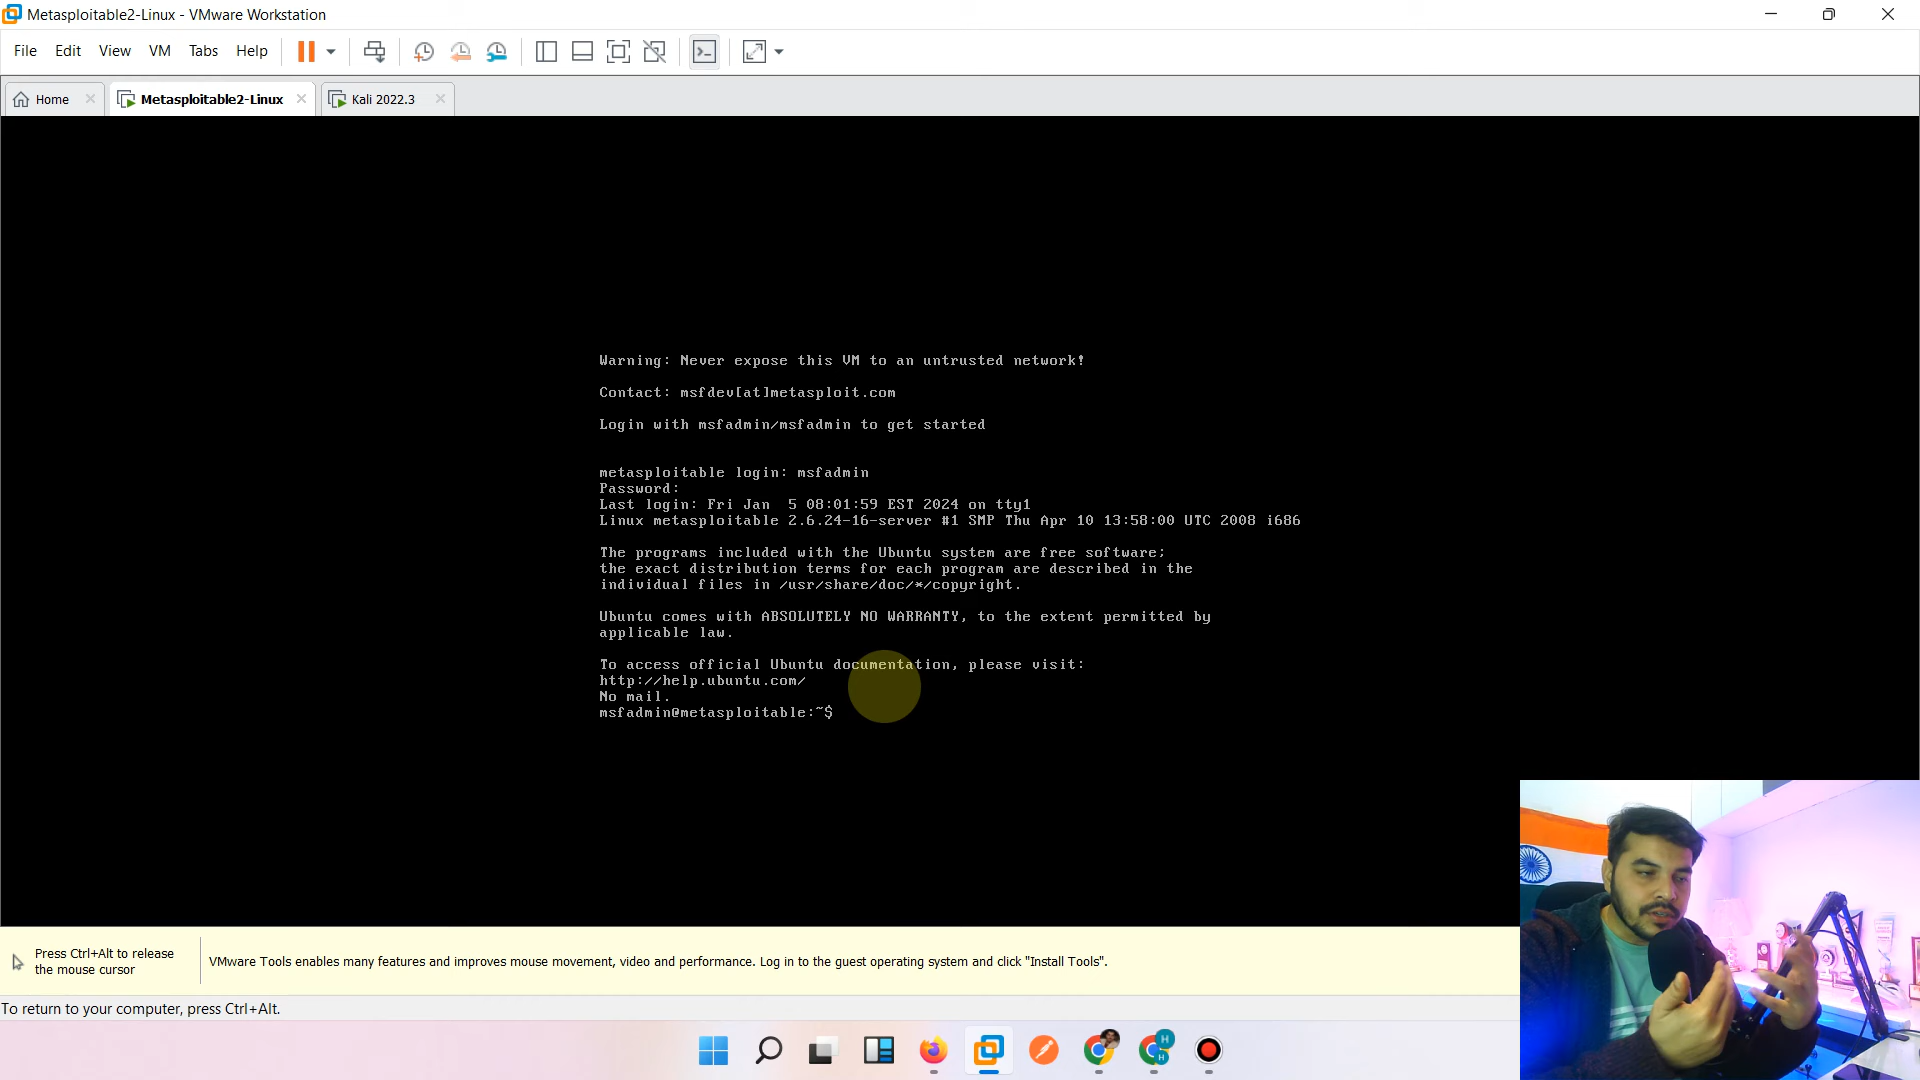 Metasploitable2-Linux - VMware Workstation
File Edit View VM Tabs Help
Home Metasploitable2-Linux Kali 2022.3
Warning: Never expose this VM to an untrusted network!
Contact: msfdev[at]metasploit.com
Login with msfadmin/msfadmin to get started
metasploitable login: msfadmin
Password:
Last login: Fri Jan  5 08:01:59 EST 2024 on tty1
Linux metasploitable 2.6.24-16-server #1 SMP Thu Apr 10 13:58:00 UTC 2008 i686
The programs included with the Ubuntu system are free software;
the exact distribution terms for each program are described in the
individual files in /usr/share/doc/*/copyright.
Ubuntu comes with ABSOLUTELY NO WARRANTY, to the extent permitted by
applicable law.
To access official Ubuntu documentation, please visit:
http://help.ubuntu.com/
No mail.
msfadmin@metasploitable:~$
Press Ctrl+Alt to release
the mouse cursor
VMware Tools enables many features and improves mouse movement, video and performance. Log in to the guest operating system and click "Install Tools".
To return to your computer, press Ctrl+Alt.
H
H